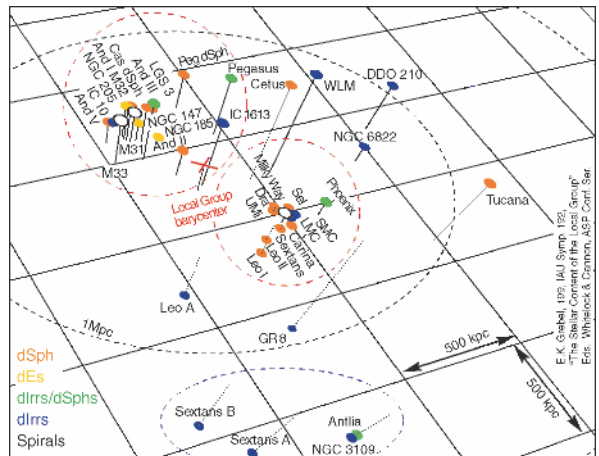 Peg dSph
LGS 3
And III
Cas dSph
And I M32
NGC 205
IC 10
And V
NGC 147
NGC 185
And II
M31
M33
Pegasus
Cetus
WLM
DDO 210
IC 1613
NGC 6822
Milky Way
Local Group
barycenter
Dra
UMi
Scl
Phoenix
SMC
LMC
Carina
Sextans
Leo II
Leo I
Tucana
Leo A
GR8
1Mpc
500 kpc
500 kpc
dSph
dEs
dIrrs/dSphs
dIrrs
Spirals
Sextans B
Sextans A
Antlia
NGC 3109
E.K. Grebel, 199, IAU Symp. 192,
"The Stellar Content of the Local Group"
Eds. Whitelock & Cannon, ASP Conf. Ser.